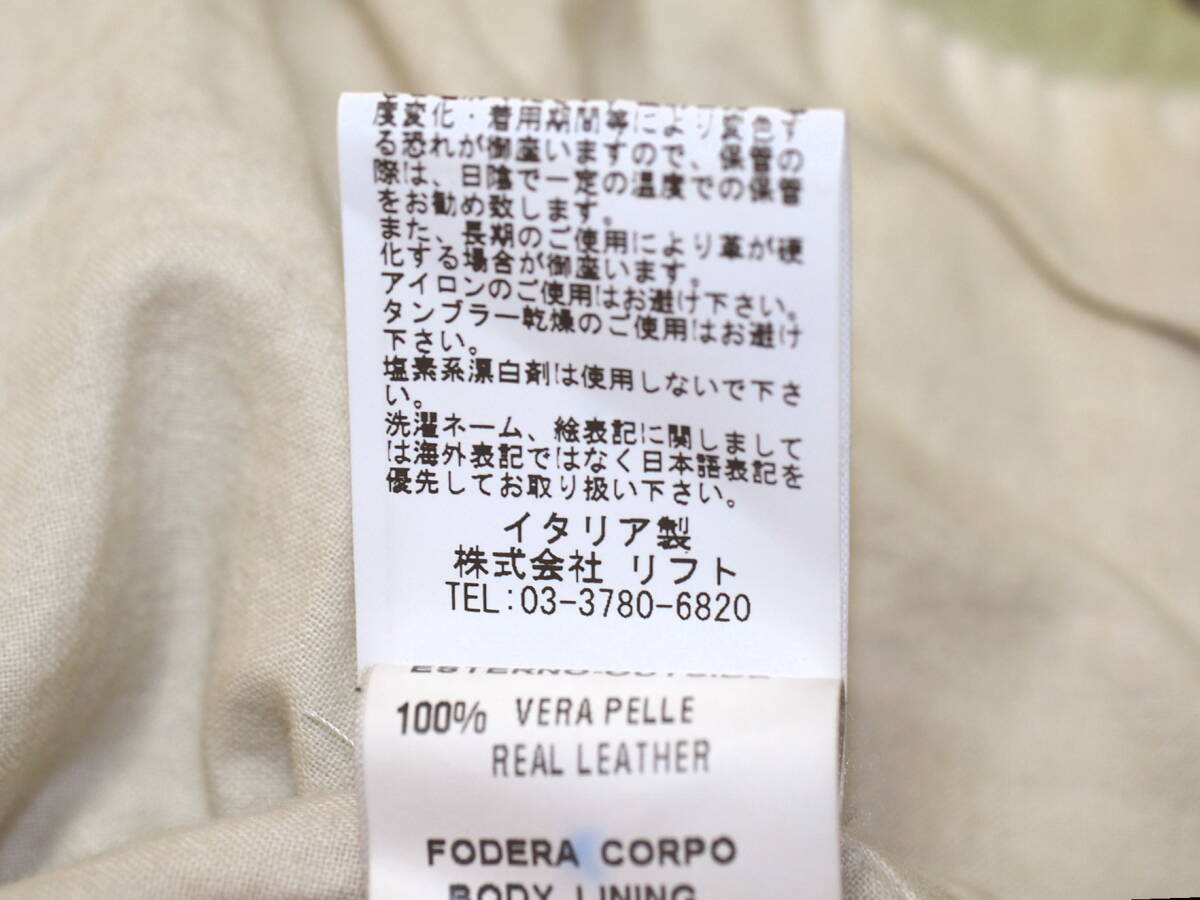 度変化・着用期間等により変色す
る恐れが御座いますので、保管の
際は、日陰で一定の温度での保管
をお勧め致します。
また、長期のご使用により革が硬
化する場合が御座います。
アイロンのご使用はお避け下さい。
タンブラー乾燥のご使用はお避け
下さい。
塩素系漂白剤は使用しないで下さ
い。
洗濯ネーム、絵表記に関しまして
は海外表記ではなく日本語表記を
優先してお取り扱い下さい。
イタリア製
株式会社 リフト
TEL:03-3780-6820
ESTERNO-OUTSIDE
100% VERA PELLE
REAL LEATHER
FODERA CORPO
BODY LINING